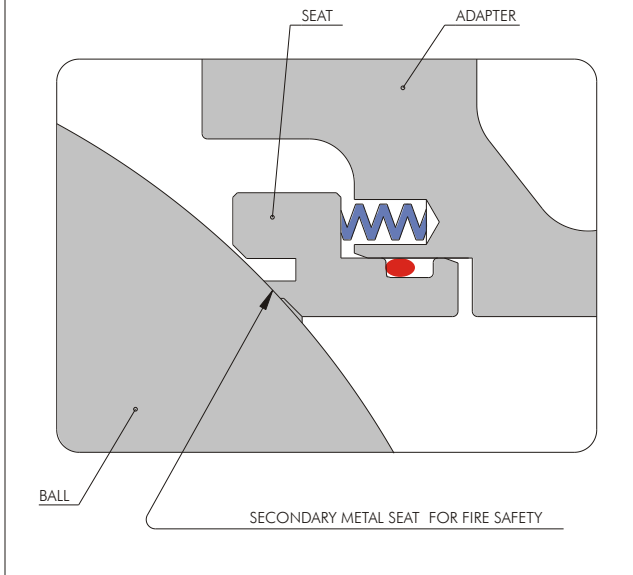 SEAT
ADAPTER
BALL
SECONDARY METAL SEAT FOR FIRE SAFETY